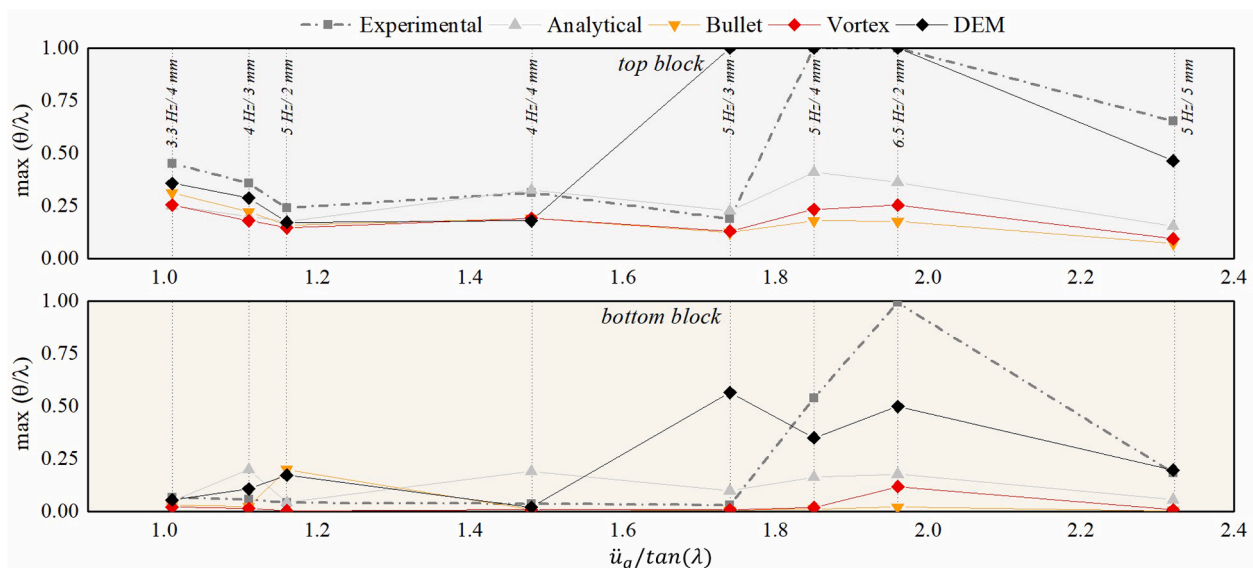 Experimental Analytical Bullet Vortex DEM
max (θ/λ)
1.00
0.75
0.50
0.25
0.00
top block
3.3 Hz/ 4 mm
4 Hz/ 3 mm
5 Hz/ 2 mm
4 Hz/ 4 mm
5 Hz/ 3 mm
5 Hz/ 4 mm
6.5 Hz/ 2 mm
5 Hz/ 5 mm
1.0 1.2 1.4 1.6 1.8 2.0 2.2 2.4
max (θ/λ)
1.00
0.75
0.50
0.25
0.00
bottom block
1.0 1.2 1.4 1.6 1.8 2.0 2.2 2.4
ü_g/tan(λ)